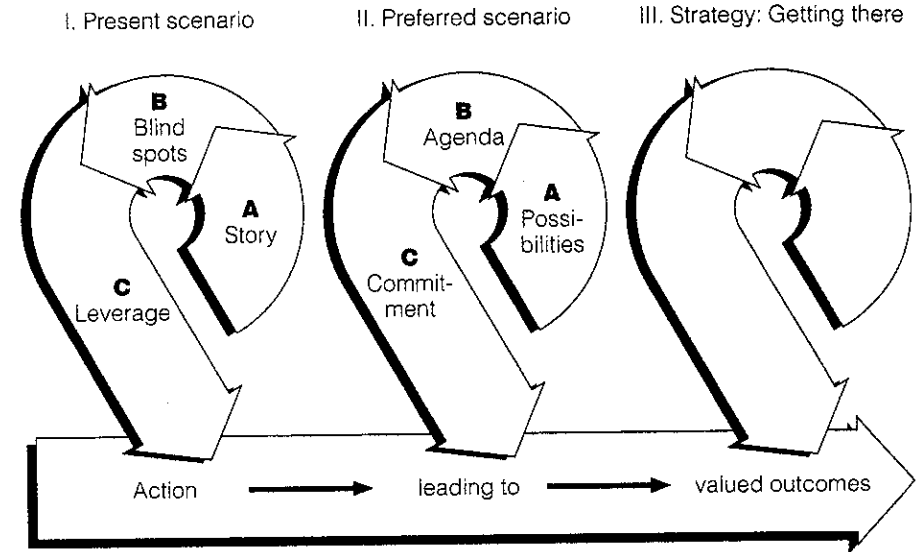 I. Present scenario
II. Preferred scenario
III. Strategy: Getting there
B
Blind
spots
A
Story
C
Leverage
B
Agenda
A
Possi-
bilities
C
Commit-
ment
Action
leading to
valued outcomes